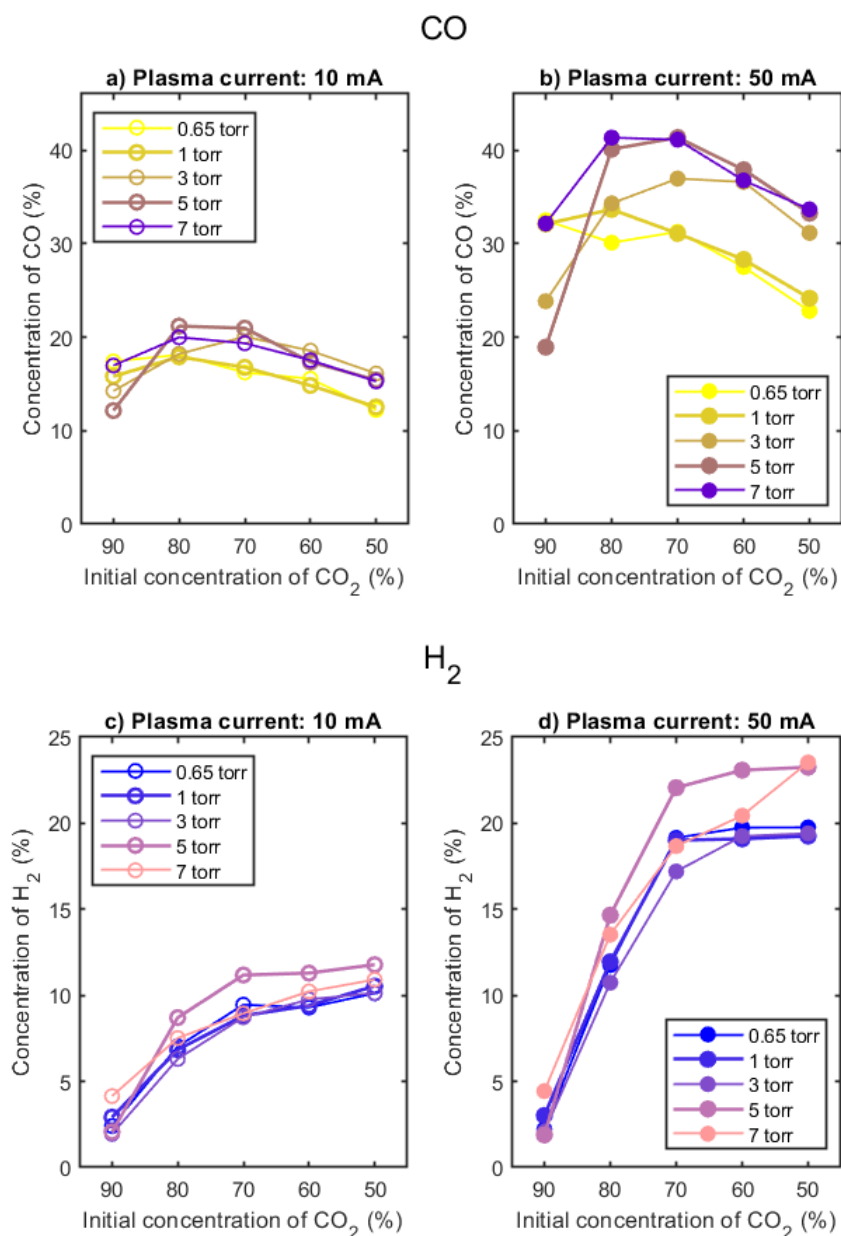 CO
a) Plasma current: 10 mA
b) Plasma current: 50 mA
Concentration of CO (%)
0
10
20
30
40
0.65 torr
1 torr
3 torr
5 torr
7 torr
90 80 70 60 50
Initial concentration of CO₂ (%)
Concentration of CO (%)
0
10
20
30
40
0.65 torr
1 torr
3 torr
5 torr
7 torr
90 80 70 60 50
Initial concentration of CO₂ (%)
H₂
c) Plasma current: 10 mA
d) Plasma current: 50 mA
Concentration of H₂ (%)
0
5
10
15
20
25
0.65 torr
1 torr
3 torr
5 torr
7 torr
90 80 70 60 50
Initial concentration of CO₂ (%)
Concentration of H₂ (%)
0
5
10
15
20
25
0.65 torr
1 torr
3 torr
5 torr
7 torr
90 80 70 60 50
Initial concentration of CO₂ (%)